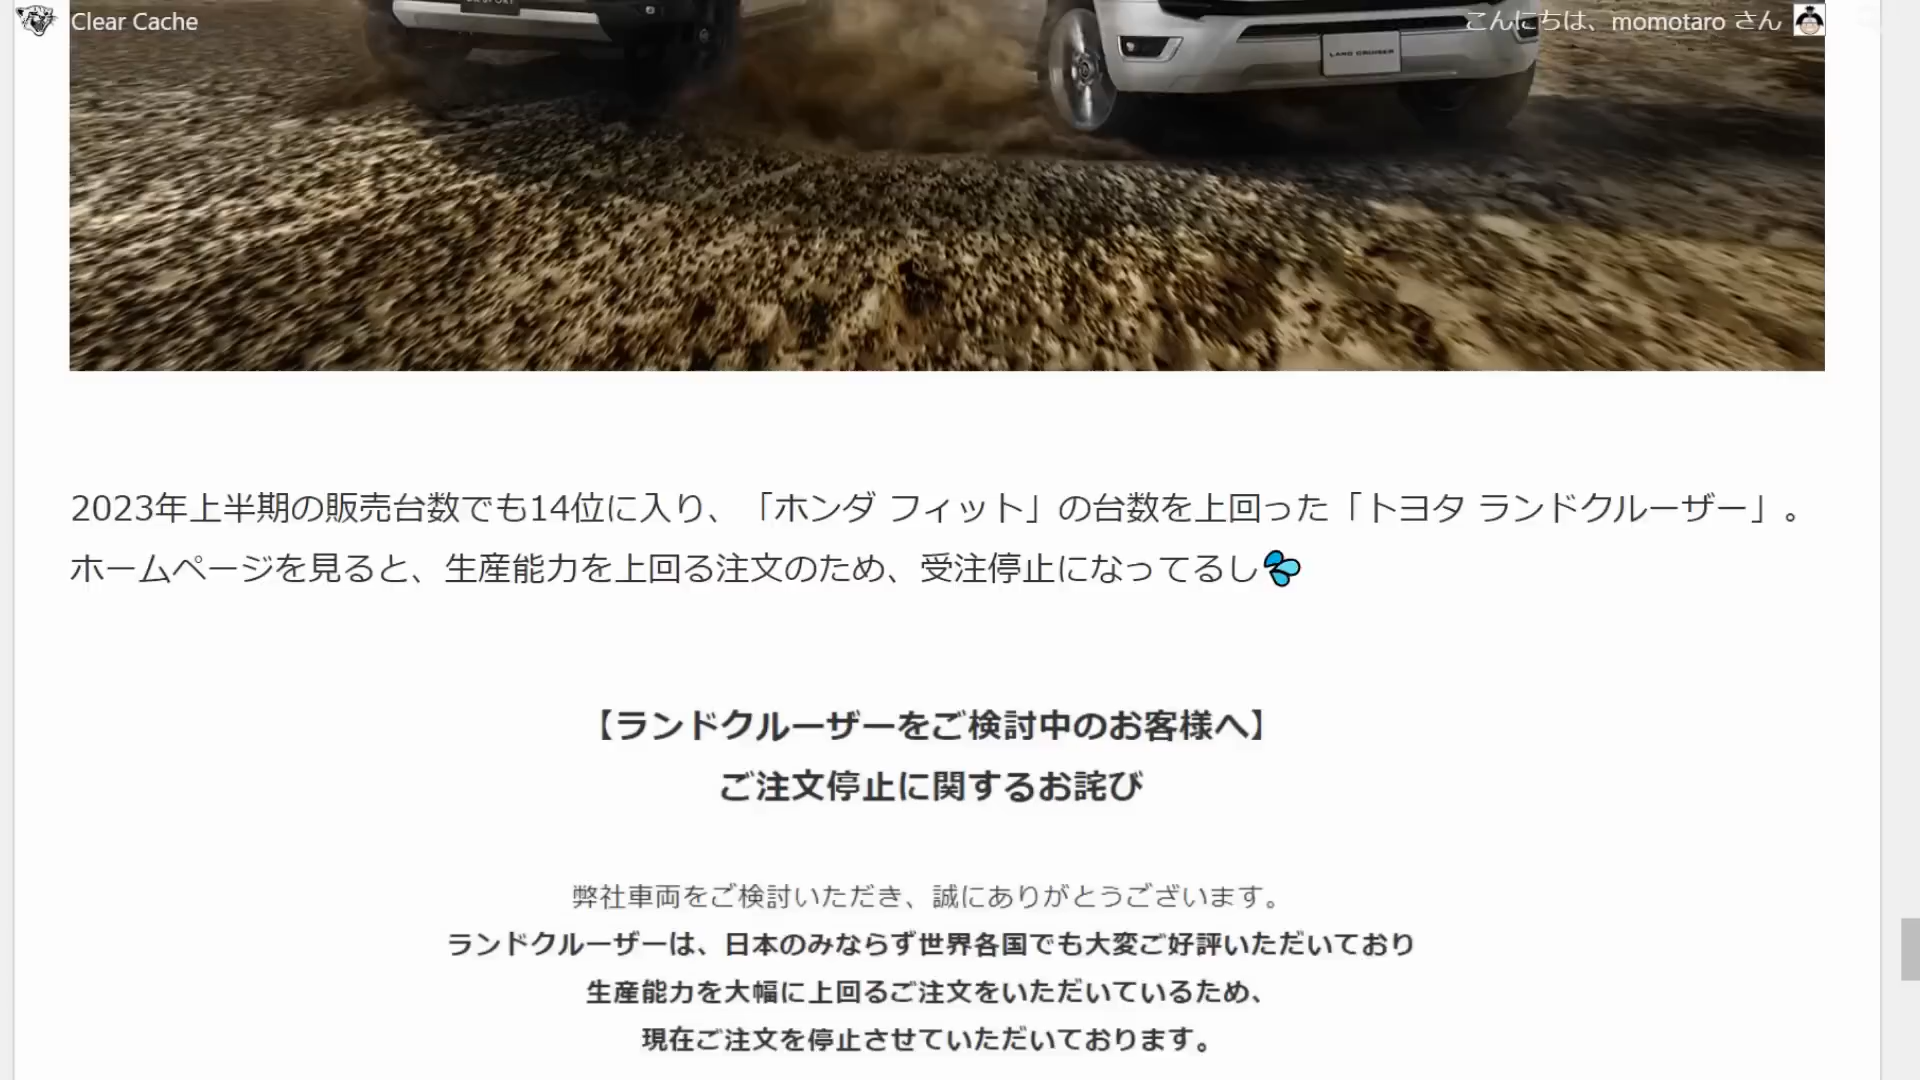 Clear Cache
こんにちは、momotaro さん
LAND CRUISER
2023年上半期の販売台数でも14位に入り、「ホンダ フィット」の台数を上回った「トヨタ ランドクルーザー」。
ホームページを見ると、生産能力を上回る注文のため、受注停止になってるし💦
【ランドクルーザーをご検討中のお客様へ】
ご注文停止に関するお詫び
弊社車両をご検討いただき、誠にありがとうございます。
ランドクルーザーは、日本のみならず世界各国でも大変ご好評いただいており
生産能力を大幅に上回るご注文をいただいているため、
現在ご注文を停止させていただいております。